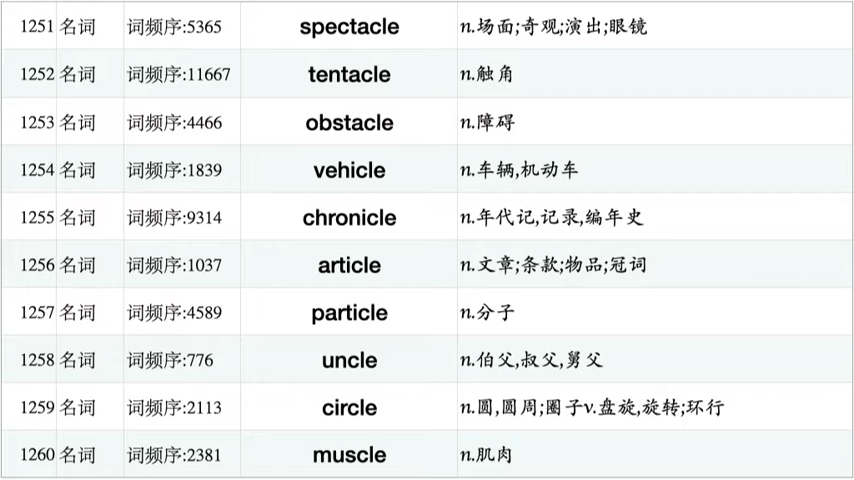 1251 名词 词频序:5365 spectacle n.场面;奇观;演出;眼镜
1252 名词 词频序:11667 tentacle n.触角
1253 名词 词频序:4466 obstacle n.障碍
1254 名词 词频序:1839 vehicle n.车辆,机动车
1255 名词 词频序:9314 chronicle n.年代记,记录,编年史
1256 名词 词频序:1037 article n.文章;条款;物品;冠词
1257 名词 词频序:4589 particle n.分子
1258 名词 词频序:776 uncle n.伯父,叔父,舅父
1259 名词 词频序:2113 circle n.圆,圆周;圈子v.盘旋,旋转;环行
1260 名词 词频序:2381 muscle n.肌肉